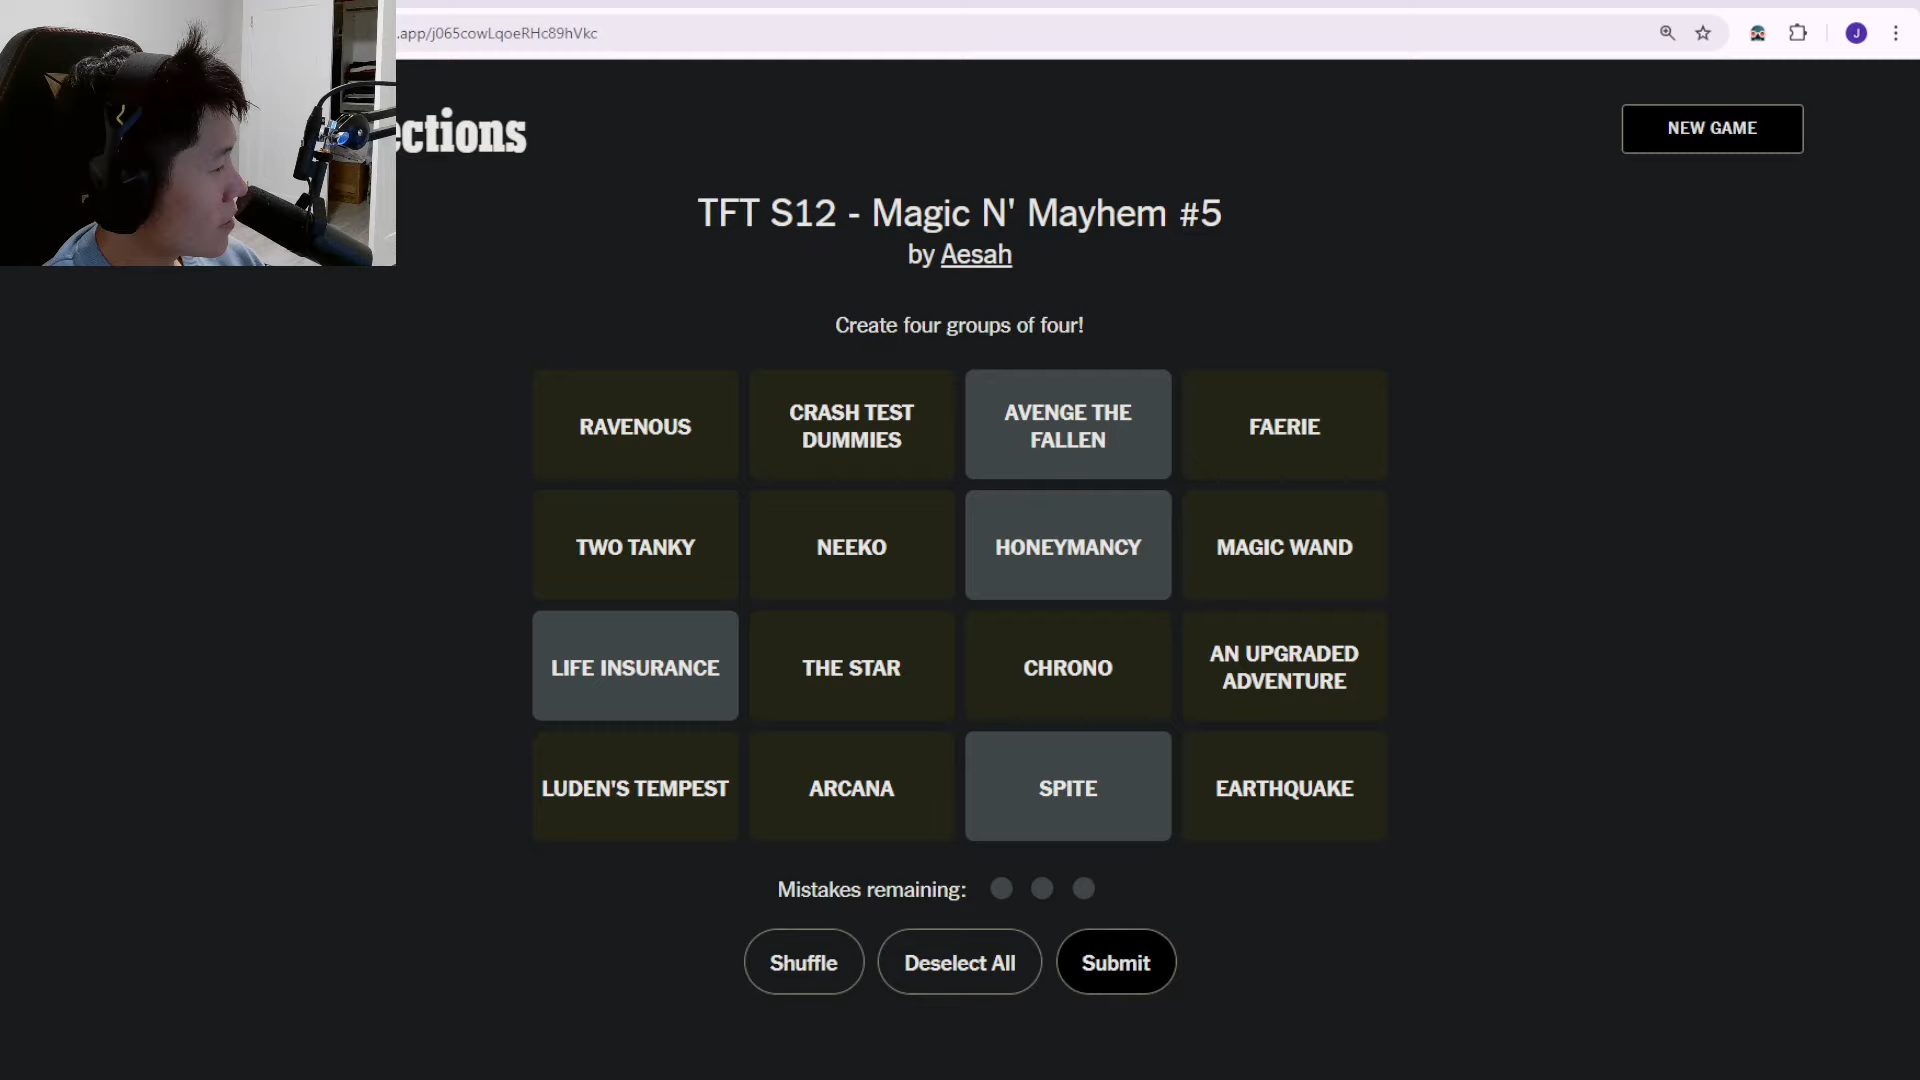 .app/j065cowLqoeRHc89hVkc
J
ections
NEW GAME
TFT S12 - Magic N' Mayhem #5
by Aesah
Create four groups of four!
RAVENOUS
CRASH TEST
DUMMIES
AVENGE THE
FALLEN
FAERIE
TWO TANKY
NEEKO
HONEYMANCY
MAGIC WAND
LIFE INSURANCE
THE STAR
CHRONO
AN UPGRADED
ADVENTURE
LUDEN'S TEMPEST
ARCANA
SPITE
EARTHQUAKE
Mistakes remaining:
Shuffle
Deselect All
Submit